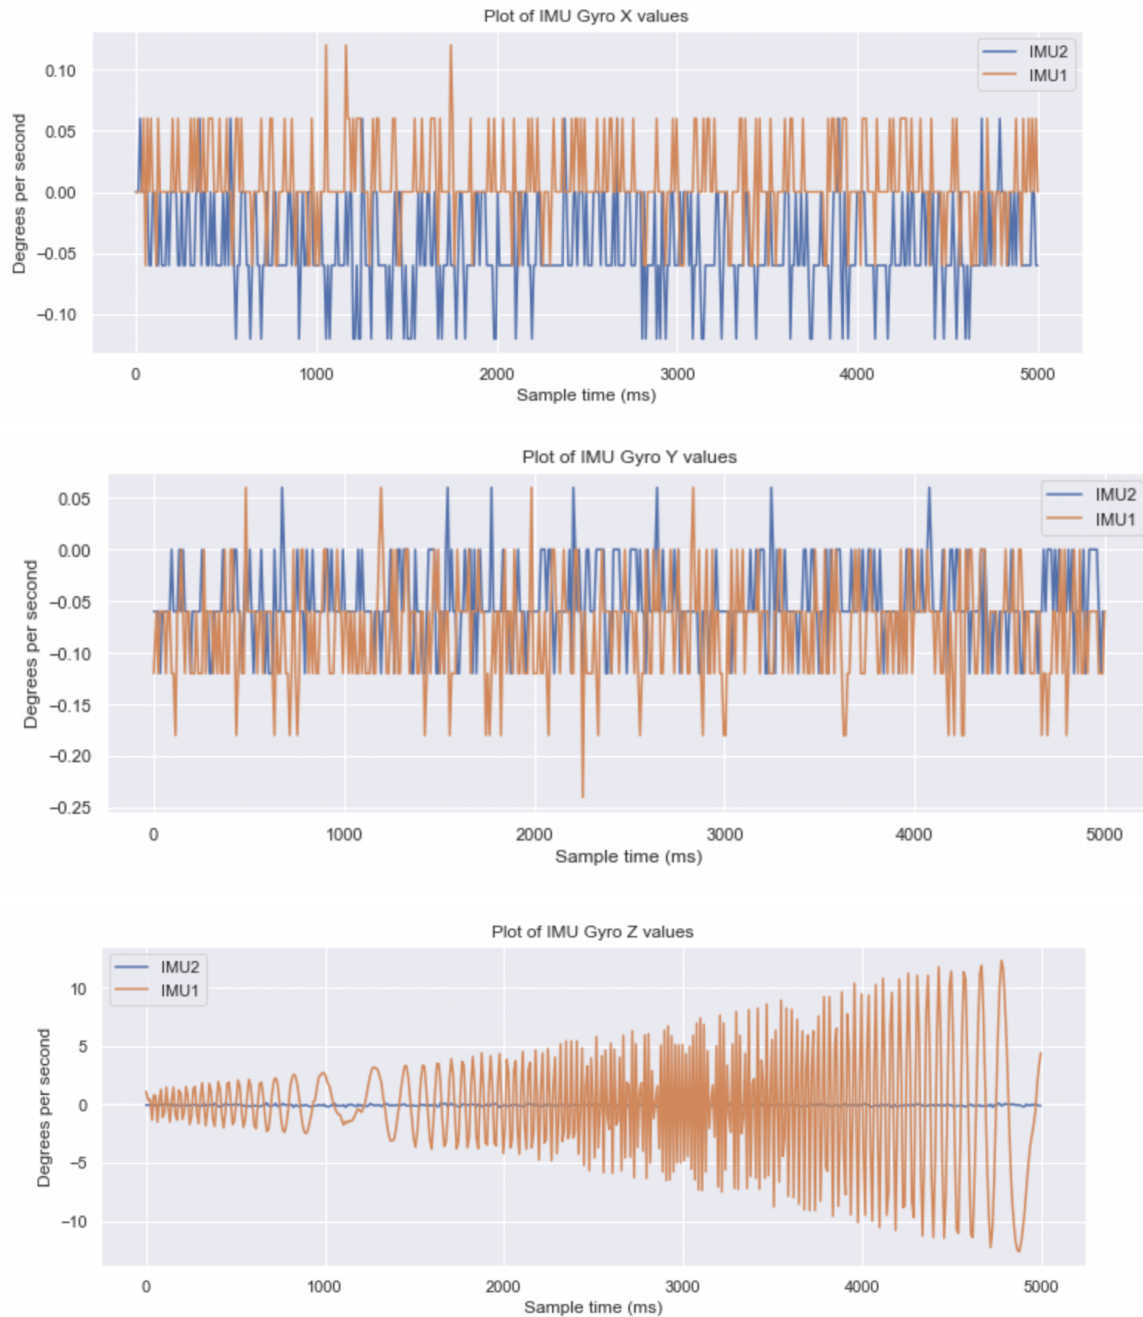 Plot of IMU Gyro X values
IMU2
IMU1
0.10
0.05
0.00
−0.05
−0.10
Degrees per second
0 1000 2000 3000 4000 5000
Sample time (ms)
Plot of IMU Gyro Y values
IMU2
IMU1
0.05
0.00
−0.05
−0.10
−0.15
−0.20
−0.25
Degrees per second
0 1000 2000 3000 4000 5000
Sample time (ms)
Plot of IMU Gyro Z values
IMU2
IMU1
10
5
0
−5
−10
Degrees per second
0 1000 2000 3000 4000 5000
Sample time (ms)